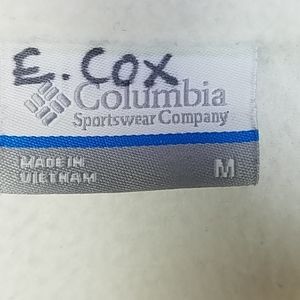 E. COX
Columbia
Sportswear Company
MADE IN
VIETNAM
M